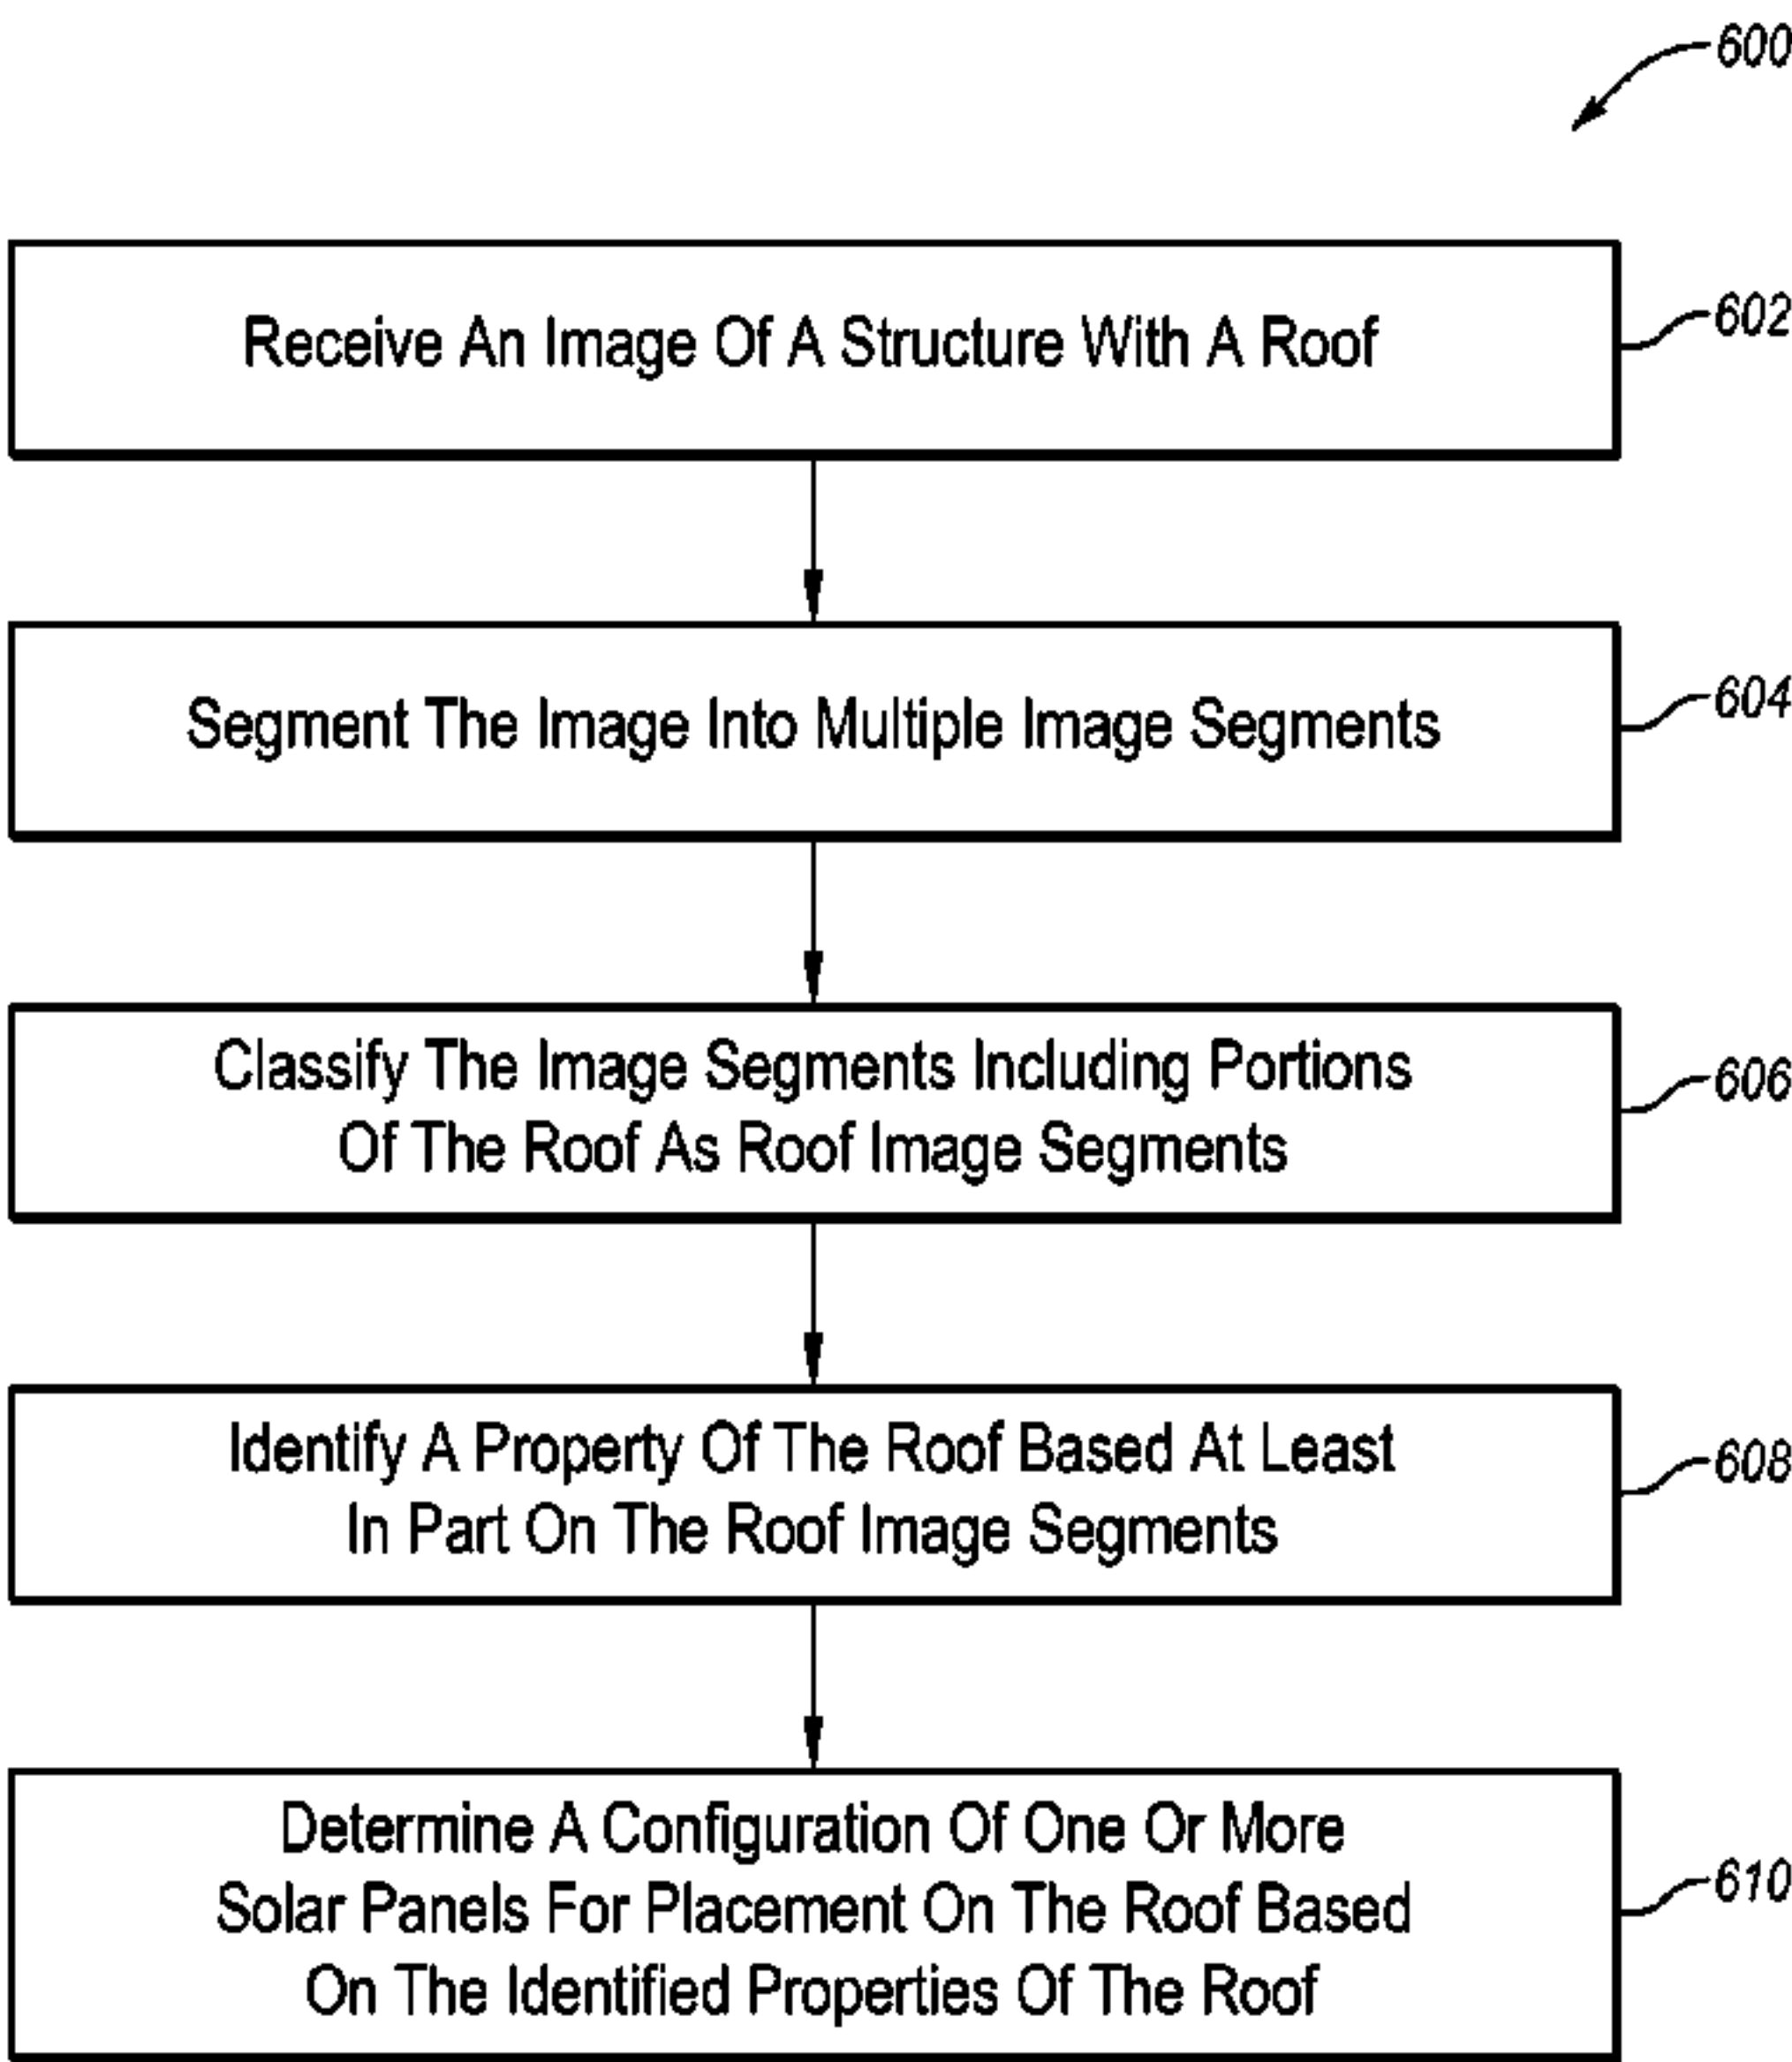 600
Receive An Image Of A Structure With A Roof
602
Segment The Image Into Multiple Image Segments
604
Classify The Image Segments Including Portions
Of The Roof As Roof Image Segments
606
Identify A Property Of The Roof Based At Least
In Part On The Roof Image Segments
608
Determine A Configuration Of One Or More
Solar Panels For Placement On The Roof Based
On The Identified Properties Of The Roof
610